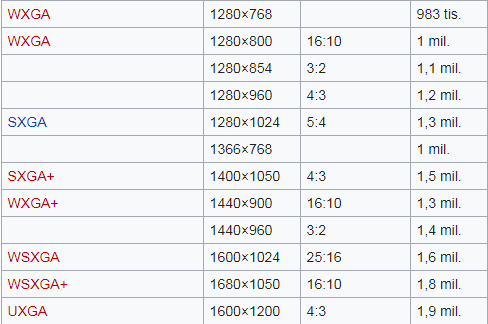 WXGA 1280×768 983 tis.
WXGA 1280×800 16:10 1 mil.
1280×854 3:2 1,1 mil.
1280×960 4:3 1,2 mil.
SXGA 1280×1024 5:4 1,3 mil.
1366×768 1 mil.
SXGA+ 1400×1050 4:3 1,5 mil.
WXGA+ 1440×900 16:10 1,3 mil.
1440×960 3:2 1,4 mil.
WSXGA 1600×1024 25:16 1,6 mil.
WSXGA+ 1680×1050 16:10 1,8 mil.
UXGA 1600×1200 4:3 1,9 mil.